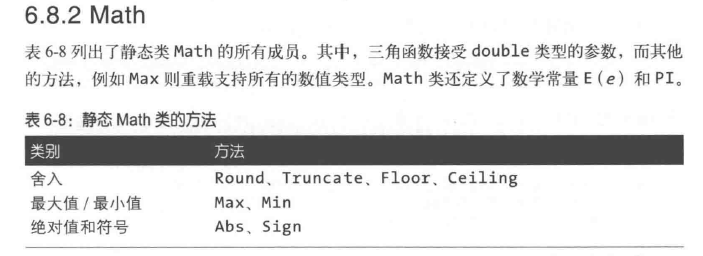 6.8.2 Math
表 6-8 列出了静态类 Math 的所有成员。其中，三角函数接受 double 类型的参数，而其他
的方法，例如 Max 则重载支持所有的数值类型。Math 类还定义了数学常量 E（e）和 PI。
表 6-8：静态 Math 类的方法
类别 方法
舍入 Round、Truncate、Floor、Ceiling
最大值 / 最小值 Max、Min
绝对值和符号 Abs、Sign